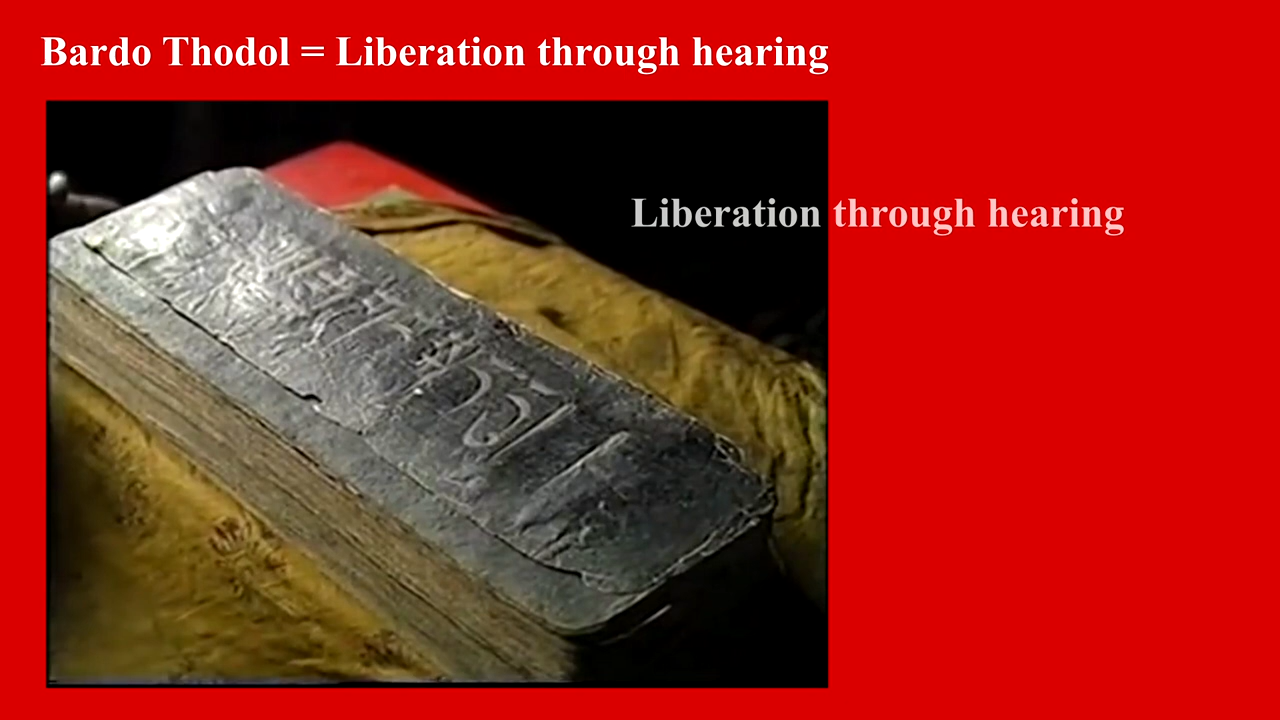 Bardo Thodol = Liberation through hearing
Liberation through hearing